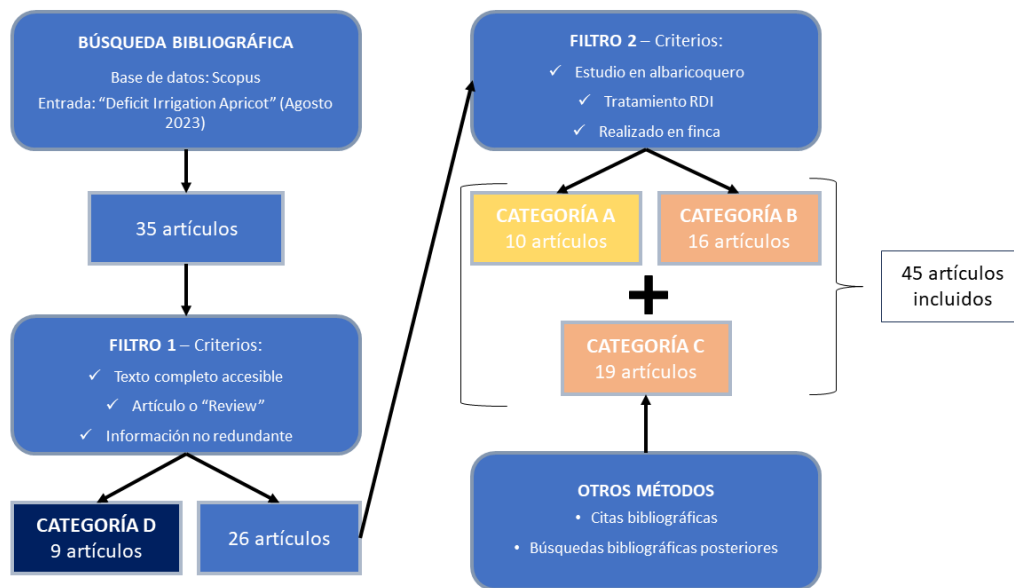 BÚSQUEDA BIBLIOGRÁFICA
Base de datos: Scopus
Entrada: “Deficit Irrigation Apricot” (Agosto
2023)
35 artículos
FILTRO 1 – Criterios:
✓ Texto completo accesible
✓ Artículo o “Review”
✓ Información no redundante
CATEGORÍA D
9 artículos
26 artículos
FILTRO 2 – Criterios:
✓ Estudio en albaricoquero
✓ Tratamiento RDI
✓ Realizado en finca
CATEGORÍA A
10 artículos
CATEGORÍA B
16 artículos
+
CATEGORÍA C
19 artículos
OTROS MÉTODOS
• Citas bibliográficas
• Búsquedas bibliográficas posteriores
45 artículos
incluidos